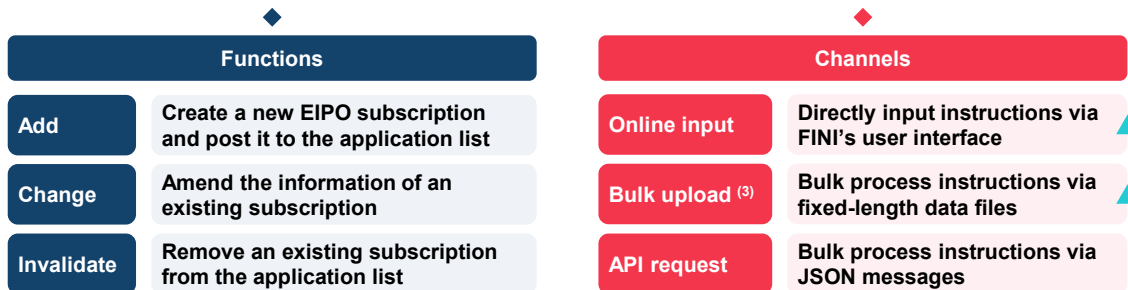 Functions
Add
Create a new EIPO subscription
and post it to the application list
Change
Amend the information of an
existing subscription
Invalidate
Remove an existing subscription
from the application list
Channels
Online input
Directly input instructions via
FINI’s user interface
Bulk upload (3)
Bulk process instructions via
fixed-length data files
API request
Bulk process instructions via
JSON messages